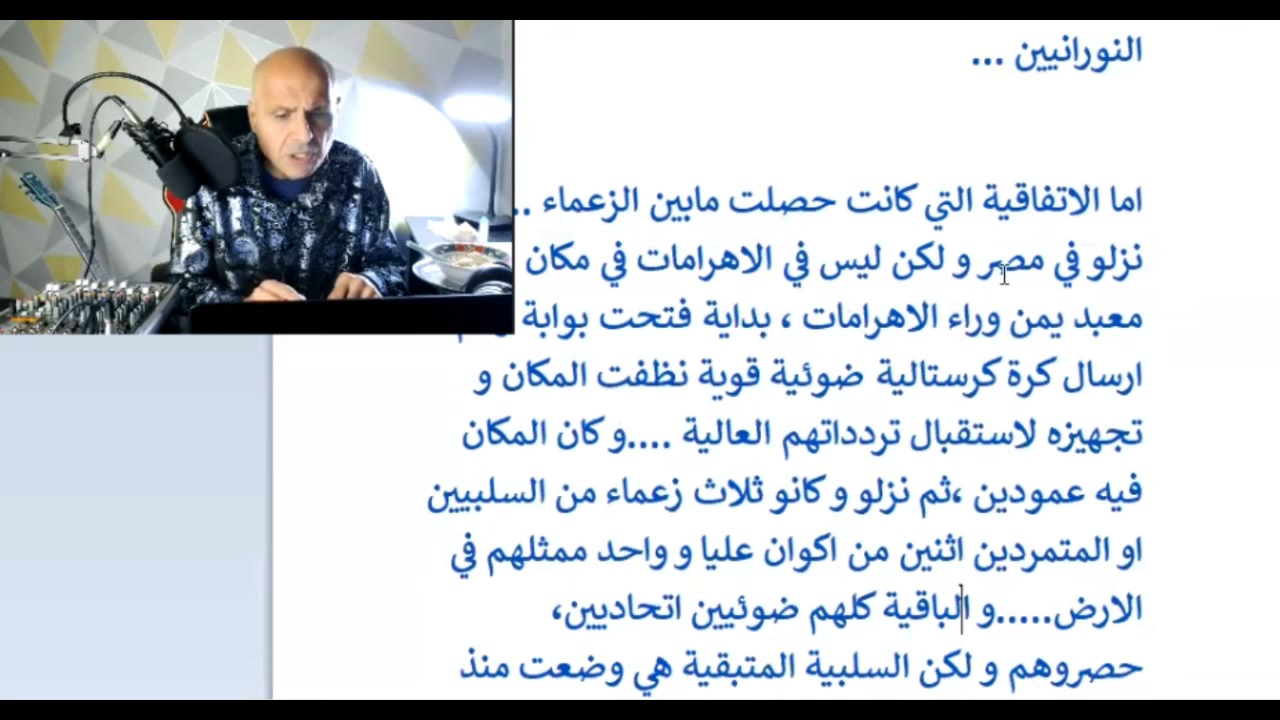 النورانيين ...
اما الاتفاقية التي كانت حصلت مابين الزعماء ..
نزلو في مصر و لكن ليس في الاهرامات في مكان
معبد يمن وراء الاهرامات ، بداية فتحت بوابة
ارسال كرة كرستالية ضوئية قوية نظفت المكان و
تجهيزه لاستقبال تردداتهم العالية ....و كان المكان
فيه عمودين ،ثم نزلو و كانو ثلاث زعماء من السلبيين
او المتمردين اثنين من اكوان عليا و واحد ممثلهم في
الارض.....و الباقية كلهم ضوئيين اتحاديين،
حصروهم و لكن السلبية المتبقية هي وضعت منذ